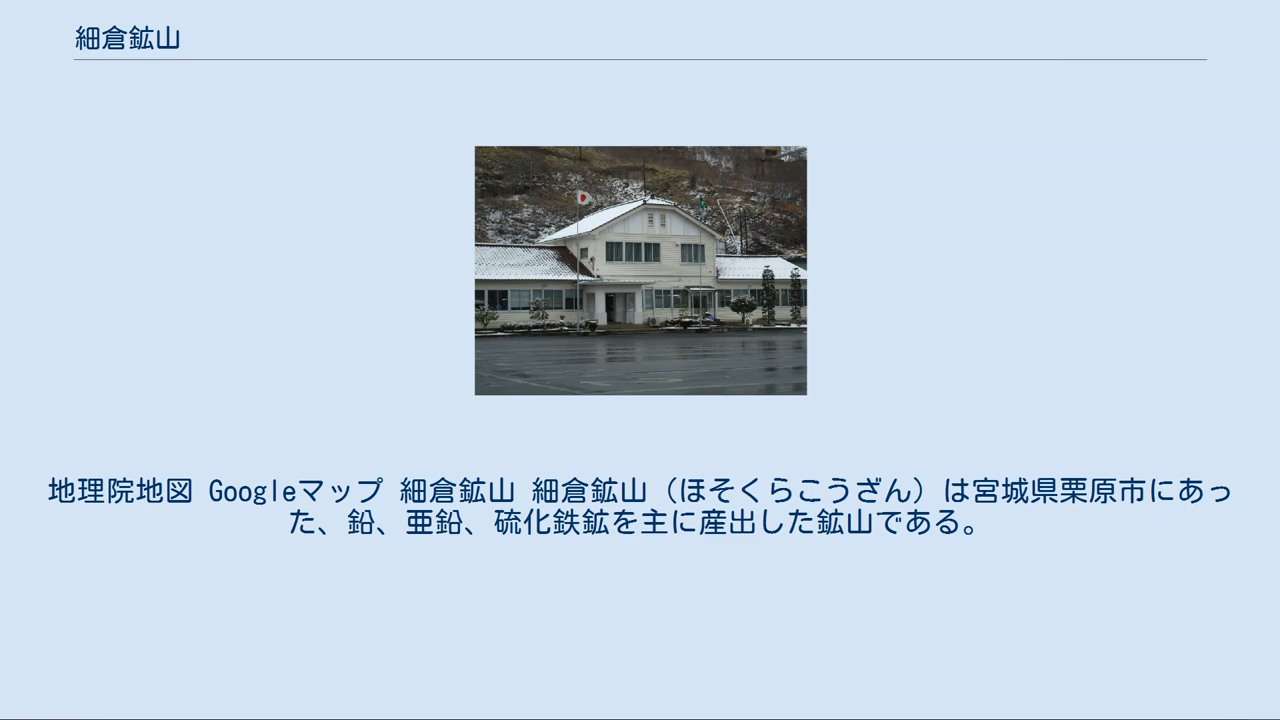 細倉鉱山
地理院地図 Googleマップ 細倉鉱山 細倉鉱山（ほそくらこうざん）は宮城県栗原市にあっ
た、鉛、亜鉛、硫化鉄鉱を主に産出した鉱山である。